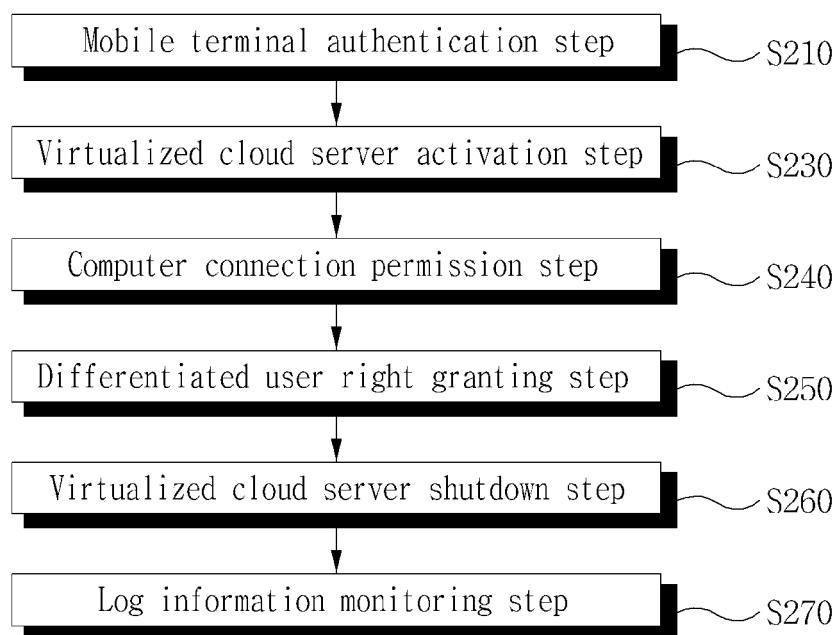 Mobile terminal authentication step S210
Virtualized cloud server activation step S230
Computer connection permission step S240
Differentiated user right granting step S250
Virtualized cloud server shutdown step S260
Log information monitoring step S270